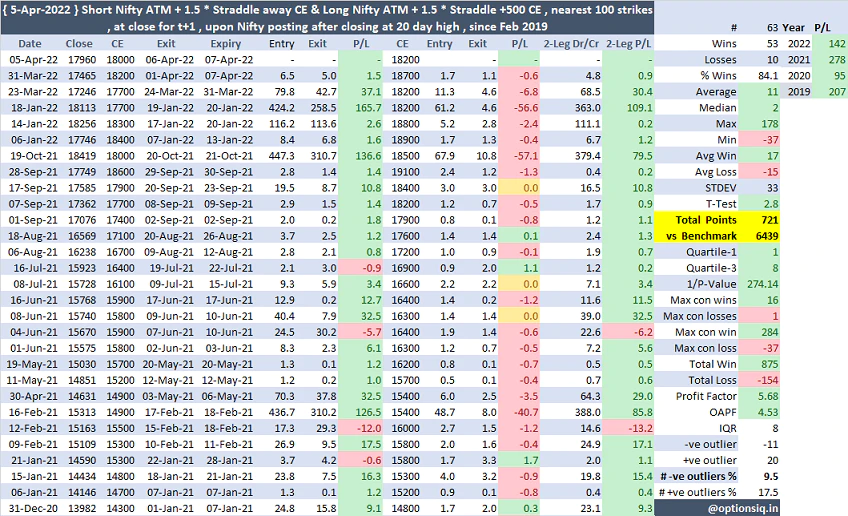 { 5-Apr-2022 } Short Nifty ATM + 1.5 * Straddle away CE & Long Nifty ATM + 1.5 * Straddle +500 CE , nearest 100 strikes , at close for t+1 , upon Nifty posting after closing at 20 day high , since Feb 2019
# 63 Year P/L
Date Close CE Exit Expiry Entry Exit P/L CE Entry Exit P/L 2-Leg Dr/Cr 2-Leg P/L Wins 53 2022 142
05-Apr-22 17960 18000 06-Apr-22 07-Apr-22 - - - 18200 - - - - Losses 10 2021 278
31-Mar-22 17465 18200 01-Apr-22 07-Apr-22 6.5 5.0 1.5 18700 1.7 1.1 -0.6 4.8 0.9 % Wins 84.1 2020 95
23-Mar-22 17246 17700 24-Mar-22 31-Mar-22 79.8 42.7 37.1 18200 11.3 4.6 -6.8 68.5 30.4 Average 11 2019 207
18-Jan-22 18113 17700 19-Jan-22 20-Jan-22 424.2 258.5 165.7 18200 61.2 4.6 -56.6 363.0 109.1 Median 2
14-Jan-22 18256 18300 17-Jan-22 20-Jan-22 116.2 113.6 2.6 18800 5.2 2.8 -2.4 111.1 0.2 Max 178
06-Jan-22 17746 18400 07-Jan-22 13-Jan-22 8.4 6.8 1.6 18900 1.7 1.3 -0.4 6.7 1.2 Min -37
19-Oct-21 18419 18000 20-Oct-21 21-Oct-21 447.3 310.7 136.6 18500 67.9 10.8 -57.1 379.4 79.5 Avg Win 17
28-Sep-21 17749 18600 29-Sep-21 30-Sep-21 2.8 1.4 1.4 19100 2.4 1.2 -1.3 0.4 0.2 Avg Loss -15
17-Sep-21 17585 17900 20-Sep-21 23-Sep-21 19.5 8.7 10.8 18400 3.0 3.0 0.0 16.5 10.8 STDEV 33
07-Sep-21 17362 17700 08-Sep-21 09-Sep-21 2.9 1.5 1.4 18200 1.2 0.7 -0.5 1.7 0.9 T-Test 2.8
01-Sep-21 17076 17400 02-Sep-21 02-Sep-21 2.0 0.2 1.8 17900 0.8 0.1 -0.8 1.2 1.1 Total Points 721
18-Aug-21 16569 17100 20-Aug-21 26-Aug-21 3.7 2.5 1.2 17600 1.4 1.4 0.1 2.4 1.3 vs Benchmark 6439
06-Aug-21 16238 16700 09-Aug-21 12-Aug-21 2.8 2.1 0.8 17200 1.0 0.9 -0.1 1.9 0.7 Quartile-1 1
16-Jul-21 15923 16400 19-Jul-21 22-Jul-21 2.1 3.0 -0.9 16900 0.9 2.0 1.1 1.2 0.2 Quartile-3 8
08-Jul-21 15728 16100 09-Jul-21 15-Jul-21 9.3 5.9 3.4 16600 2.2 2.2 0.0 7.1 3.4 1/P-Value 274.14
16-Jun-21 15768 15900 17-Jun-21 17-Jun-21 12.9 0.2 12.7 16400 1.4 0.2 -1.2 11.6 11.5 Max con wins 16
08-Jun-21 15740 15800 09-Jun-21 10-Jun-21 40.4 7.9 32.5 16300 1.4 1.4 0.0 39.0 32.5 Max con losses 1
04-Jun-21 15670 15900 07-Jun-21 10-Jun-21 24.5 30.2 -5.7 16400 1.9 1.4 -0.6 22.6 -6.2 Max con win 284
01-Jun-21 15575 15800 02-Jun-21 03-Jun-21 8.3 2.3 6.1 16300 1.2 0.7 -0.5 7.2 5.6 Max con loss -37
19-May-21 15030 15700 20-May-21 20-May-21 1.3 0.1 1.2 16200 0.8 0.1 -0.7 0.5 0.5 Total Win 875
11-May-21 14851 15200 12-May-21 12-May-21 1.2 0.2 1.0 15700 0.5 0.1 -0.4 0.7 0.6 Total Loss -154
30-Apr-21 14631 14900 03-May-21 06-May-21 70.3 37.8 32.5 15400 6.0 2.5 -3.5 64.3 29.0 Profit Factor 5.68
16-Feb-21 15313 14900 17-Feb-21 18-Feb-21 436.7 310.2 126.5 15400 48.7 8.0 -40.7 388.0 85.8 OAPF 4.53
12-Feb-21 15163 15500 15-Feb-21 18-Feb-21 17.3 29.3 -12.0 16000 2.7 1.5 -1.2 14.6 -13.2 IQR 8
09-Feb-21 15109 15300 10-Feb-21 11-Feb-21 26.9 9.5 17.5 15800 2.0 1.6 -0.4 24.9 17.1 -ve outlier -11
21-Jan-21 14590 15300 22-Jan-21 28-Jan-21 3.7 4.2 -0.6 15800 1.7 3.3 1.7 2.0 1.1 +ve outlier 20
15-Jan-21 14434 14800 18-Jan-21 21-Jan-21 23.8 7.5 16.3 15300 4.0 3.2 -0.9 19.8 15.4 # -ve outliers % 9.5
06-Jan-21 14146 14700 07-Jan-21 07-Jan-21 1.3 0.1 1.2 15200 0.9 0.1 -0.8 0.4 0.4 # +ve outliers % 17.5
31-Dec-20 13982 14300 01-Jan-21 07-Jan-21 24.8 15.8 9.1 14800 1.7 2.0 0.3 23.1 9.3 @optionsiq.in